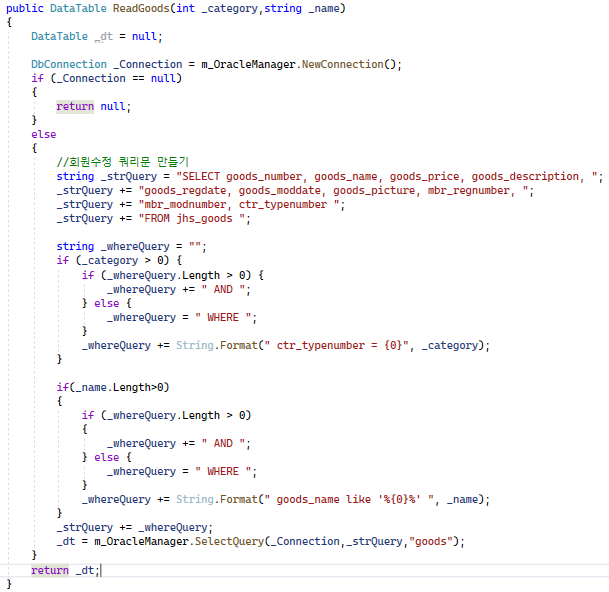 public DataTable ReadGoods(int _category,string _name)
{
    DataTable _dt = null;

    DbConnection _Connection = m_OracleManager.NewConnection();
    if (_Connection == null)
    {
        return null;
    }
    else
    {
        //회원수정 쿼리문 만들기
        string _strQuery = "SELECT goods_number, goods_name, goods_price, goods_description, ";
        _strQuery += "goods_regdate, goods_moddate, goods_picture, mbr_regnumber, ";
        _strQuery += "mbr_modnumber, ctr_typenumber ";
        _strQuery += "FROM jhs_goods ";

        string _whereQuery = "";
        if (_category > 0) {
            if (_whereQuery.Length > 0) {
                _whereQuery += " AND ";
            } else {
                _whereQuery = " WHERE ";
            }
            _whereQuery += String.Format(" ctr_typenumber = {0}", _category);
        }

        if(_name.Length>0)
        {
            if (_whereQuery.Length > 0)
            {
                _whereQuery += " AND ";
            } else {
                _whereQuery = " WHERE ";
            }
            _whereQuery += String.Format(" goods_name like '%{0}%' ", _name);
        }
        _strQuery += _whereQuery;
        _dt = m_OracleManager.SelectQuery(_Connection,_strQuery,"goods");
    }
    return _dt;
}